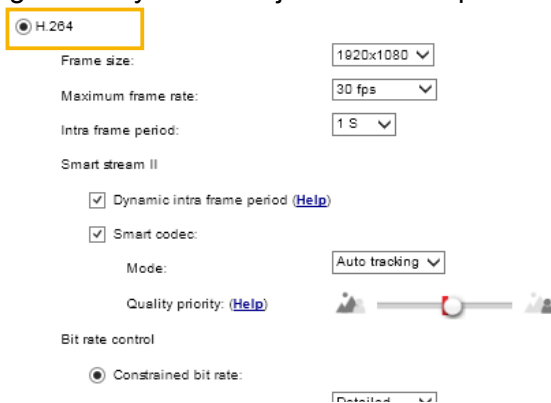 H.264
Frame size: 1920x1080
Maximum frame rate: 30 fps
Intra frame period: 1 S
Smart stream II
Dynamic intra frame period (Help)
Smart codec:
Mode: Auto tracking
Quality priority: (Help)
Bit rate control
Constrained bit rate:
Detailed